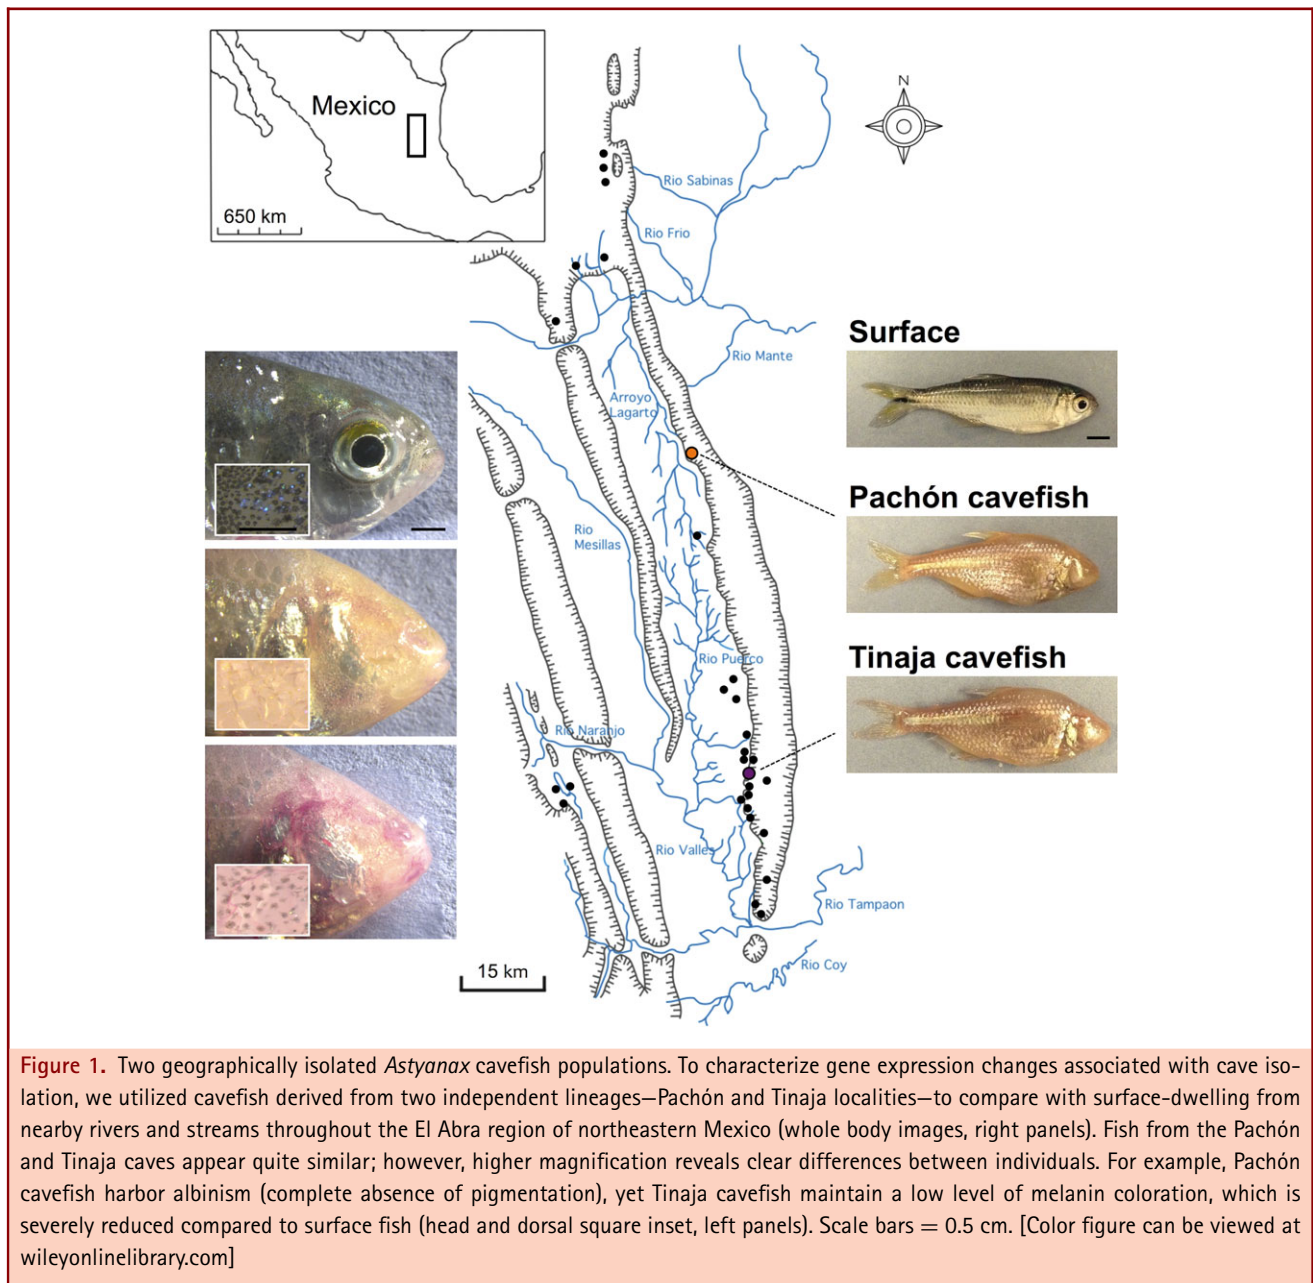 Mexico
650 km
N
Rio Sabinas
Rio Frio
Rio Mante
Arroyo
Lagarto
Rio
Mesillas
Rio Puerco
Rio Naranjo
Rio Valles
Rio Tampaon
Rio Coy
15 km
Surface
Pachón cavefish
Tinaja cavefish
Figure 1. Two geographically isolated Astyanax cavefish populations. To characterize gene expression changes associated with cave iso-
lation, we utilized cavefish derived from two independent lineages—Pachón and Tinaja localities—to compare with surface-dwelling from
nearby rivers and streams throughout the El Abra region of northeastern Mexico (whole body images, right panels). Fish from the Pachón
and Tinaja caves appear quite similar; however, higher magnification reveals clear differences between individuals. For example, Pachón
cavefish harbor albinism (complete absence of pigmentation), yet Tinaja cavefish maintain a low level of melanin coloration, which is
severely reduced compared to surface fish (head and dorsal square inset, left panels). Scale bars = 0.5 cm. [Color figure can be viewed at
wileyonlinelibrary.com]